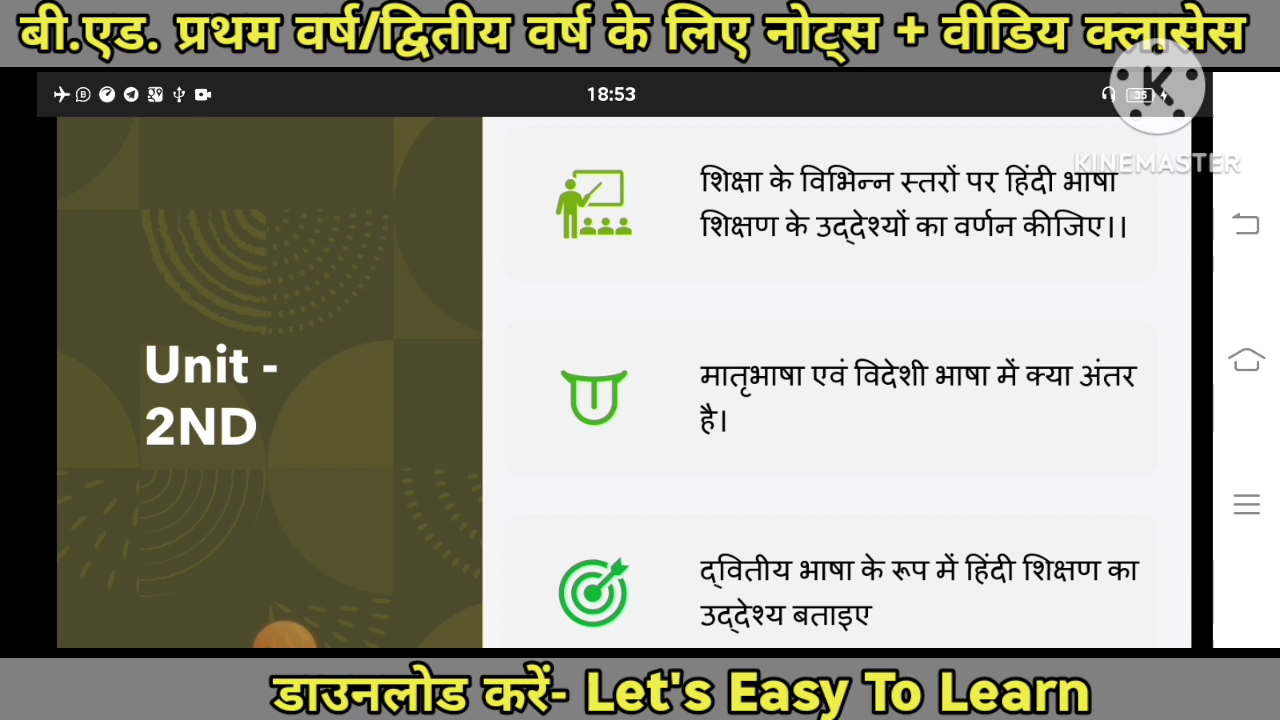 बी.एड. प्रथम वर्ष/द्वितीय वर्ष के लिए नोट्स + वीडिय क्लासेस
18:53
35
KINEMASTER
शिक्षा के विभिन्न स्तरों पर हिंदी भाषा
शिक्षण के उद्देश्यों का वर्णन कीजिए।।
Unit -
2ND
मातृभाषा एवं विदेशी भाषा में क्या अंतर
है।
द्वितीय भाषा के रूप में हिंदी शिक्षण का
उद्देश्य बताइए
डाउनलोड करें- Let's Easy To Learn